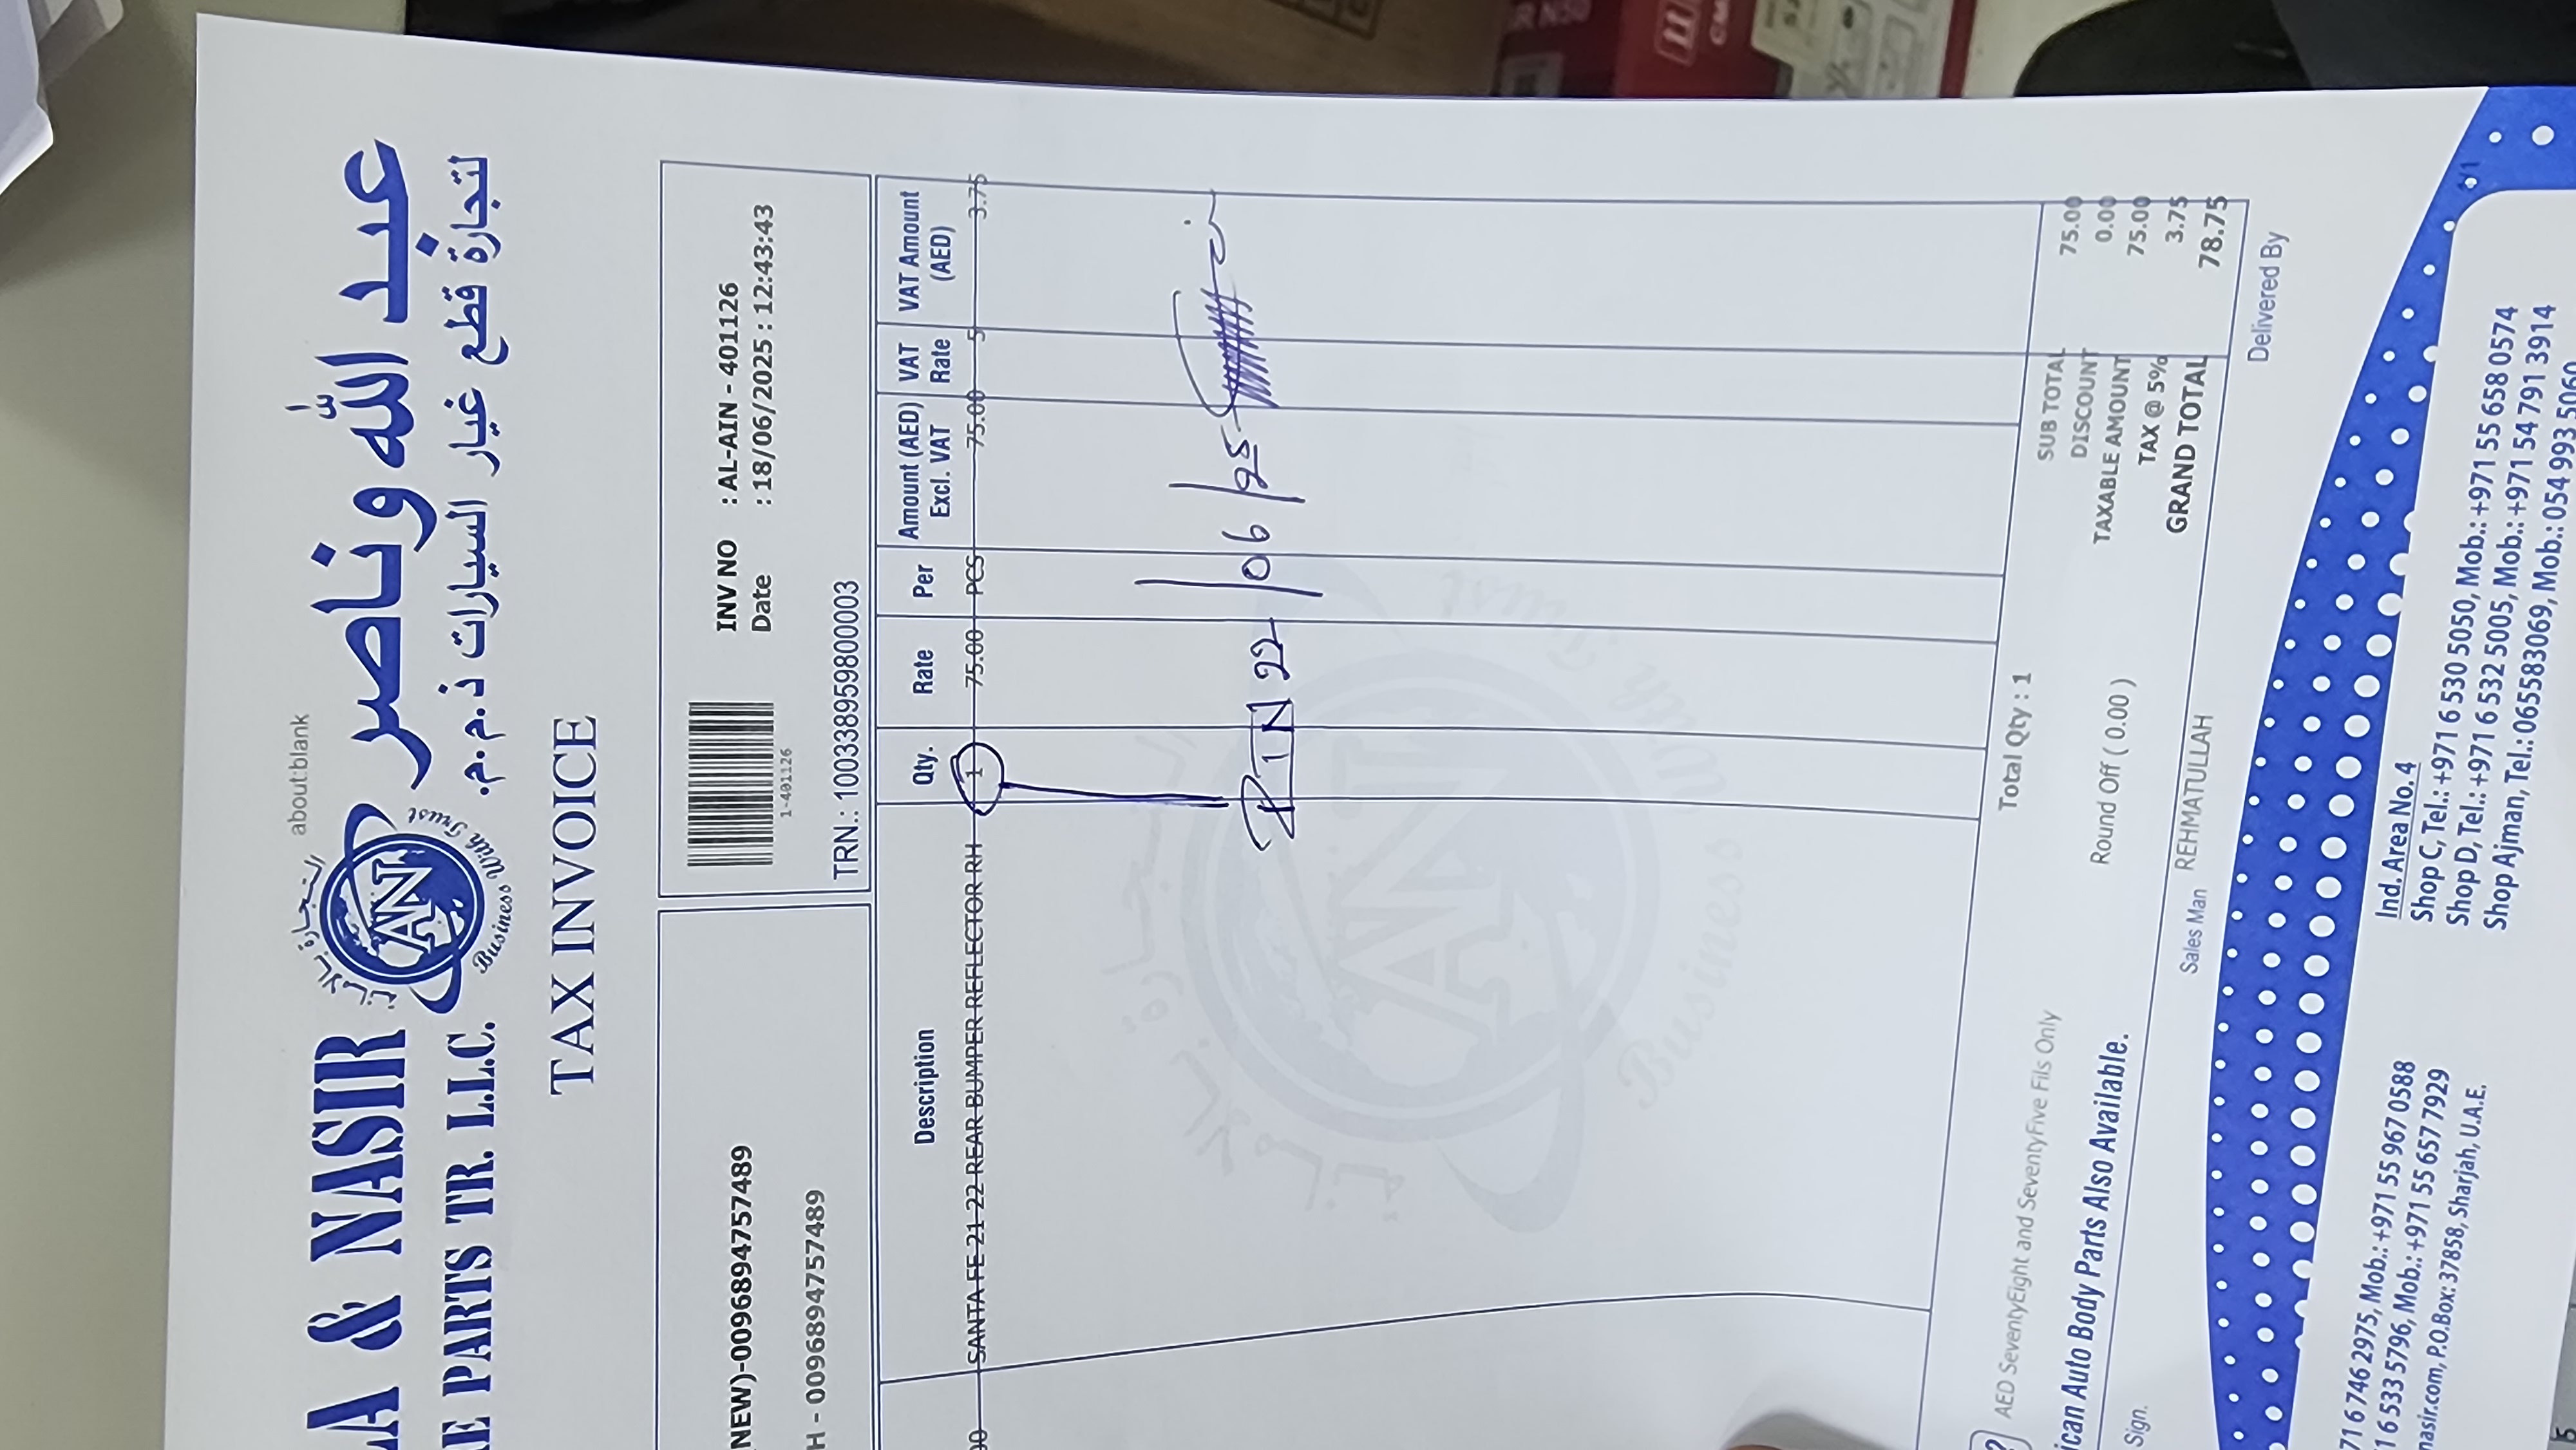 about:blank
LA & NASIR
عبد الله وناصر
RE PARTS TR. L.L.C.
لتجارة قطع غيار السيارات ذ.م.م.
AN
Business With Trust
TAX INVOICE
NEW)-0096894757489
H - 0096894757489
INV NO : AL-AIN - 401126
Date : 18/06/2025 : 12:43:43
1-401126
TRN.: 100338959800003
Description Qty. Rate Per Amount (AED) Excl. VAT VAT Rate VAT Amount (AED)
SANTA FE 21-22 REAR BUMPER REFLECTOR RH 1 75.00 PCS 75.00 5 3.75
RTN 22/06/25
Total Qty : 1
SUB TOTAL 75.00
DISCOUNT 0.00
TAXABLE AMOUNT 75.00
TAX @ 5% 3.75
GRAND TOTAL 78.75
Round Off ( 0.00 )
AED SeventyEight and SeventyFive Fils Only
ican Auto Body Parts Also Available.
Sign.
Sales Man REHMATULLAH
Delivered By
1/1
716 746 2975, Mob.: +971 55 967 0588
1 6 533 5796, Mob.: +971 55 657 7929
nasir.com, P.O.Box: 37858, Sharjah, U.A.E.
Ind. Area No. 4
Shop C, Tel.: +971 6 530 5050, Mob.: +971 55 658 0574
Shop D, Tel.: +971 6 532 5005, Mob.: +971 54 791 3914
Shop Ajman, Tel.: 065583069, Mob.: 054 993 5060